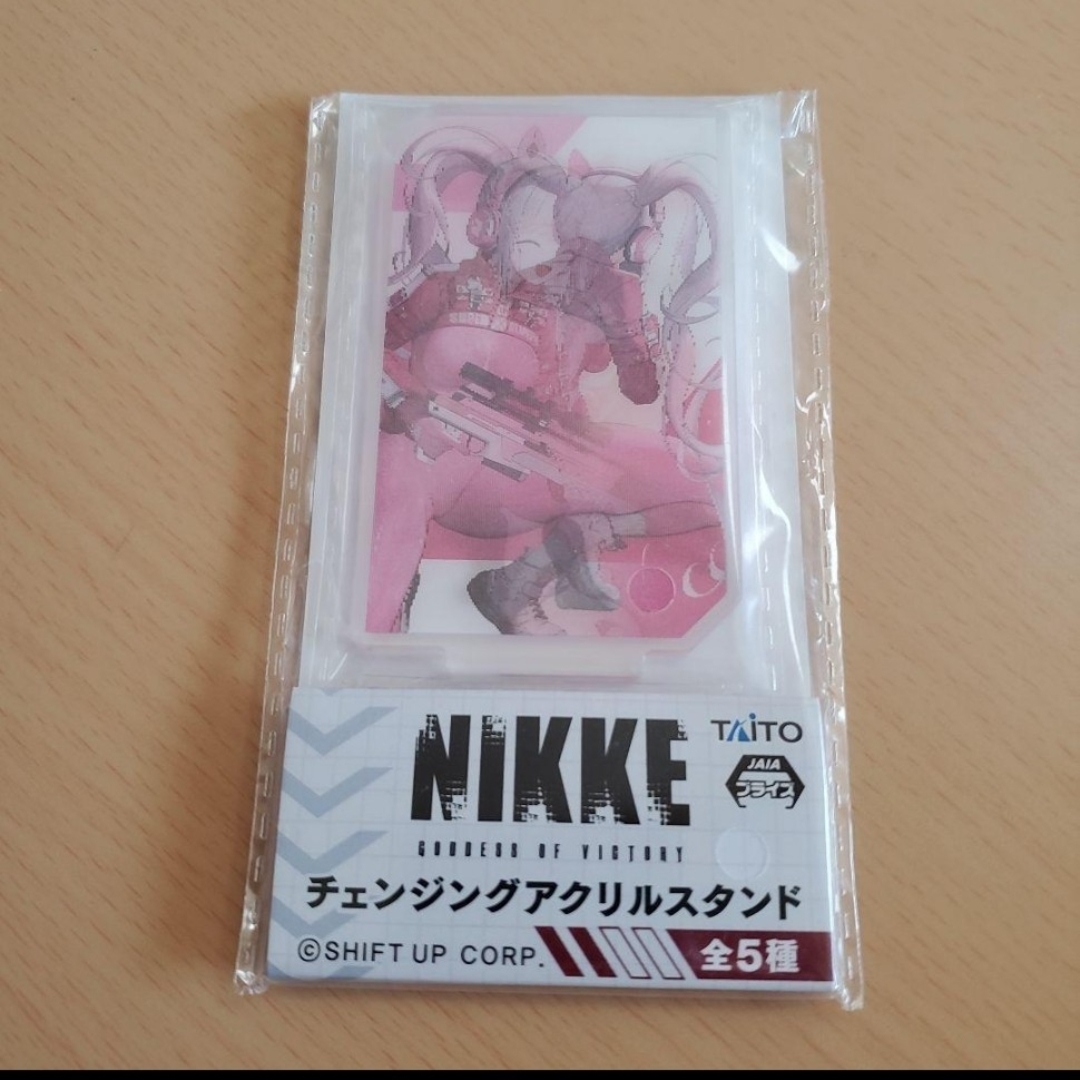 NIKKE
TAITO
JAIA
プライズ
GODDESS OF VICTORY
チェンジングアクリルスタンド
©SHIFT UP CORP.
全5種